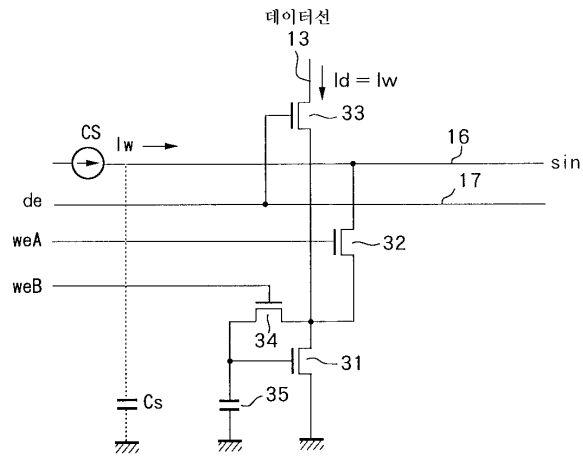 데이터선
13
Id = Iw
33
CS
Iw
16
sin
de
17
weA
32
weB
34
31
35
Cs